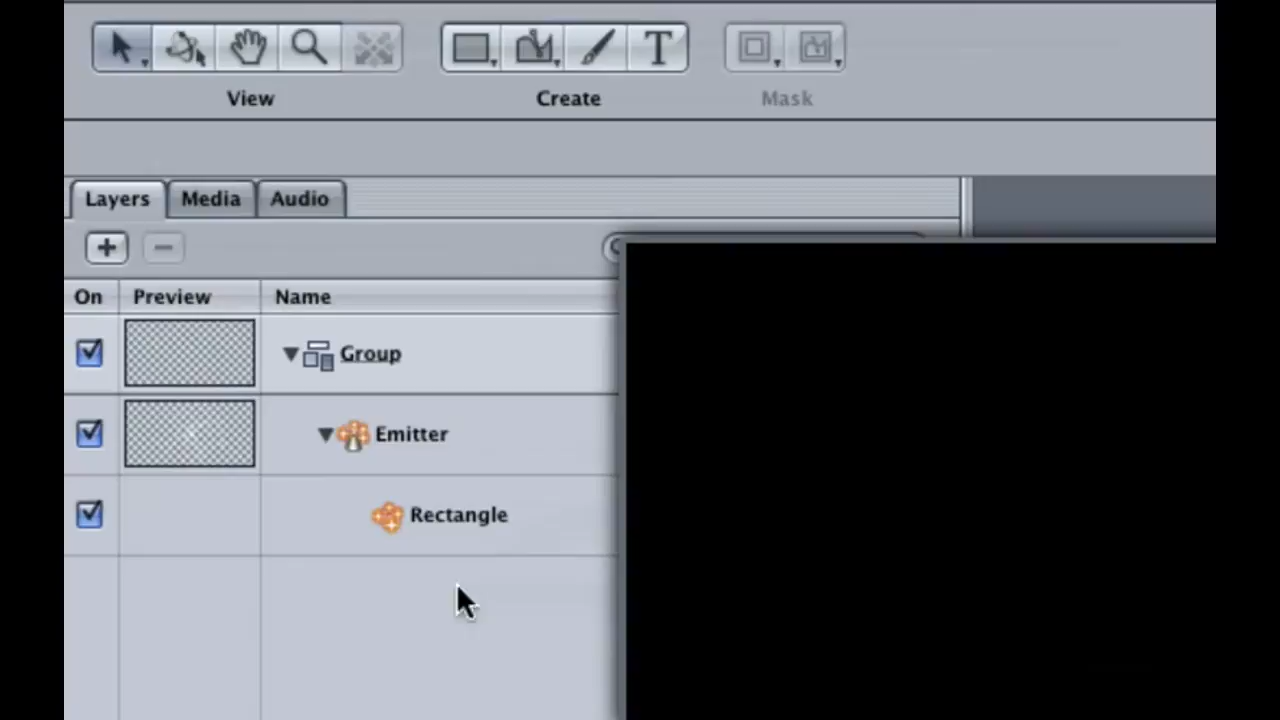 T
View Create Mask
Layers Media Audio
On Preview Name
Group
Emitter
Rectangle